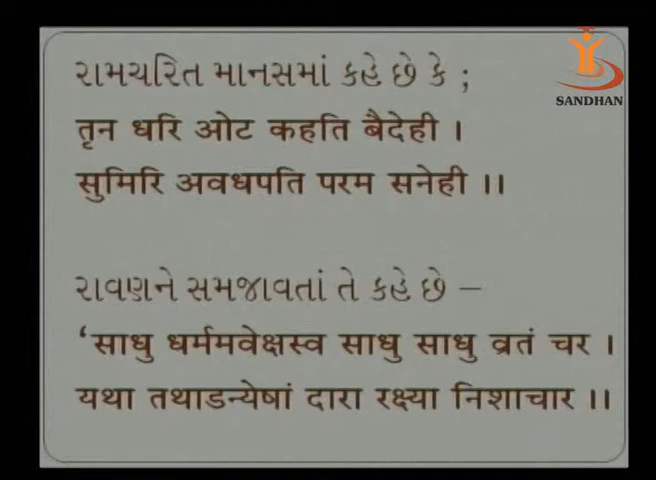 રામચરિત માનસમાં કહે છે કે ;
SANDHAN
तृन धरि ओट कहति बैदेही ।
सुमिरि अवधपति परम सनेही ।।
રાવણને સમજાવતાં તે કહે છે –
‘साधु धर्ममवेक्षस्व साधु साधु व्रतं चर ।
यथा तथाडन्येषां दारा रक्ष्या निशाचार ।।